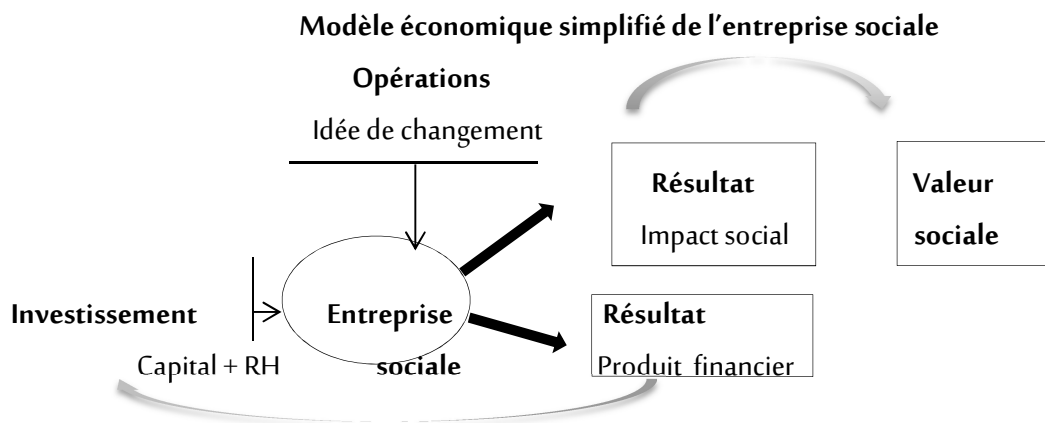 Modèle économique simplifié de l'entreprise sociale
Opérations
Idée de changement
Résultat
Impact social
Valeur
sociale
Investissement
Capital + RH
Entreprise
sociale
Résultat
Produit financier